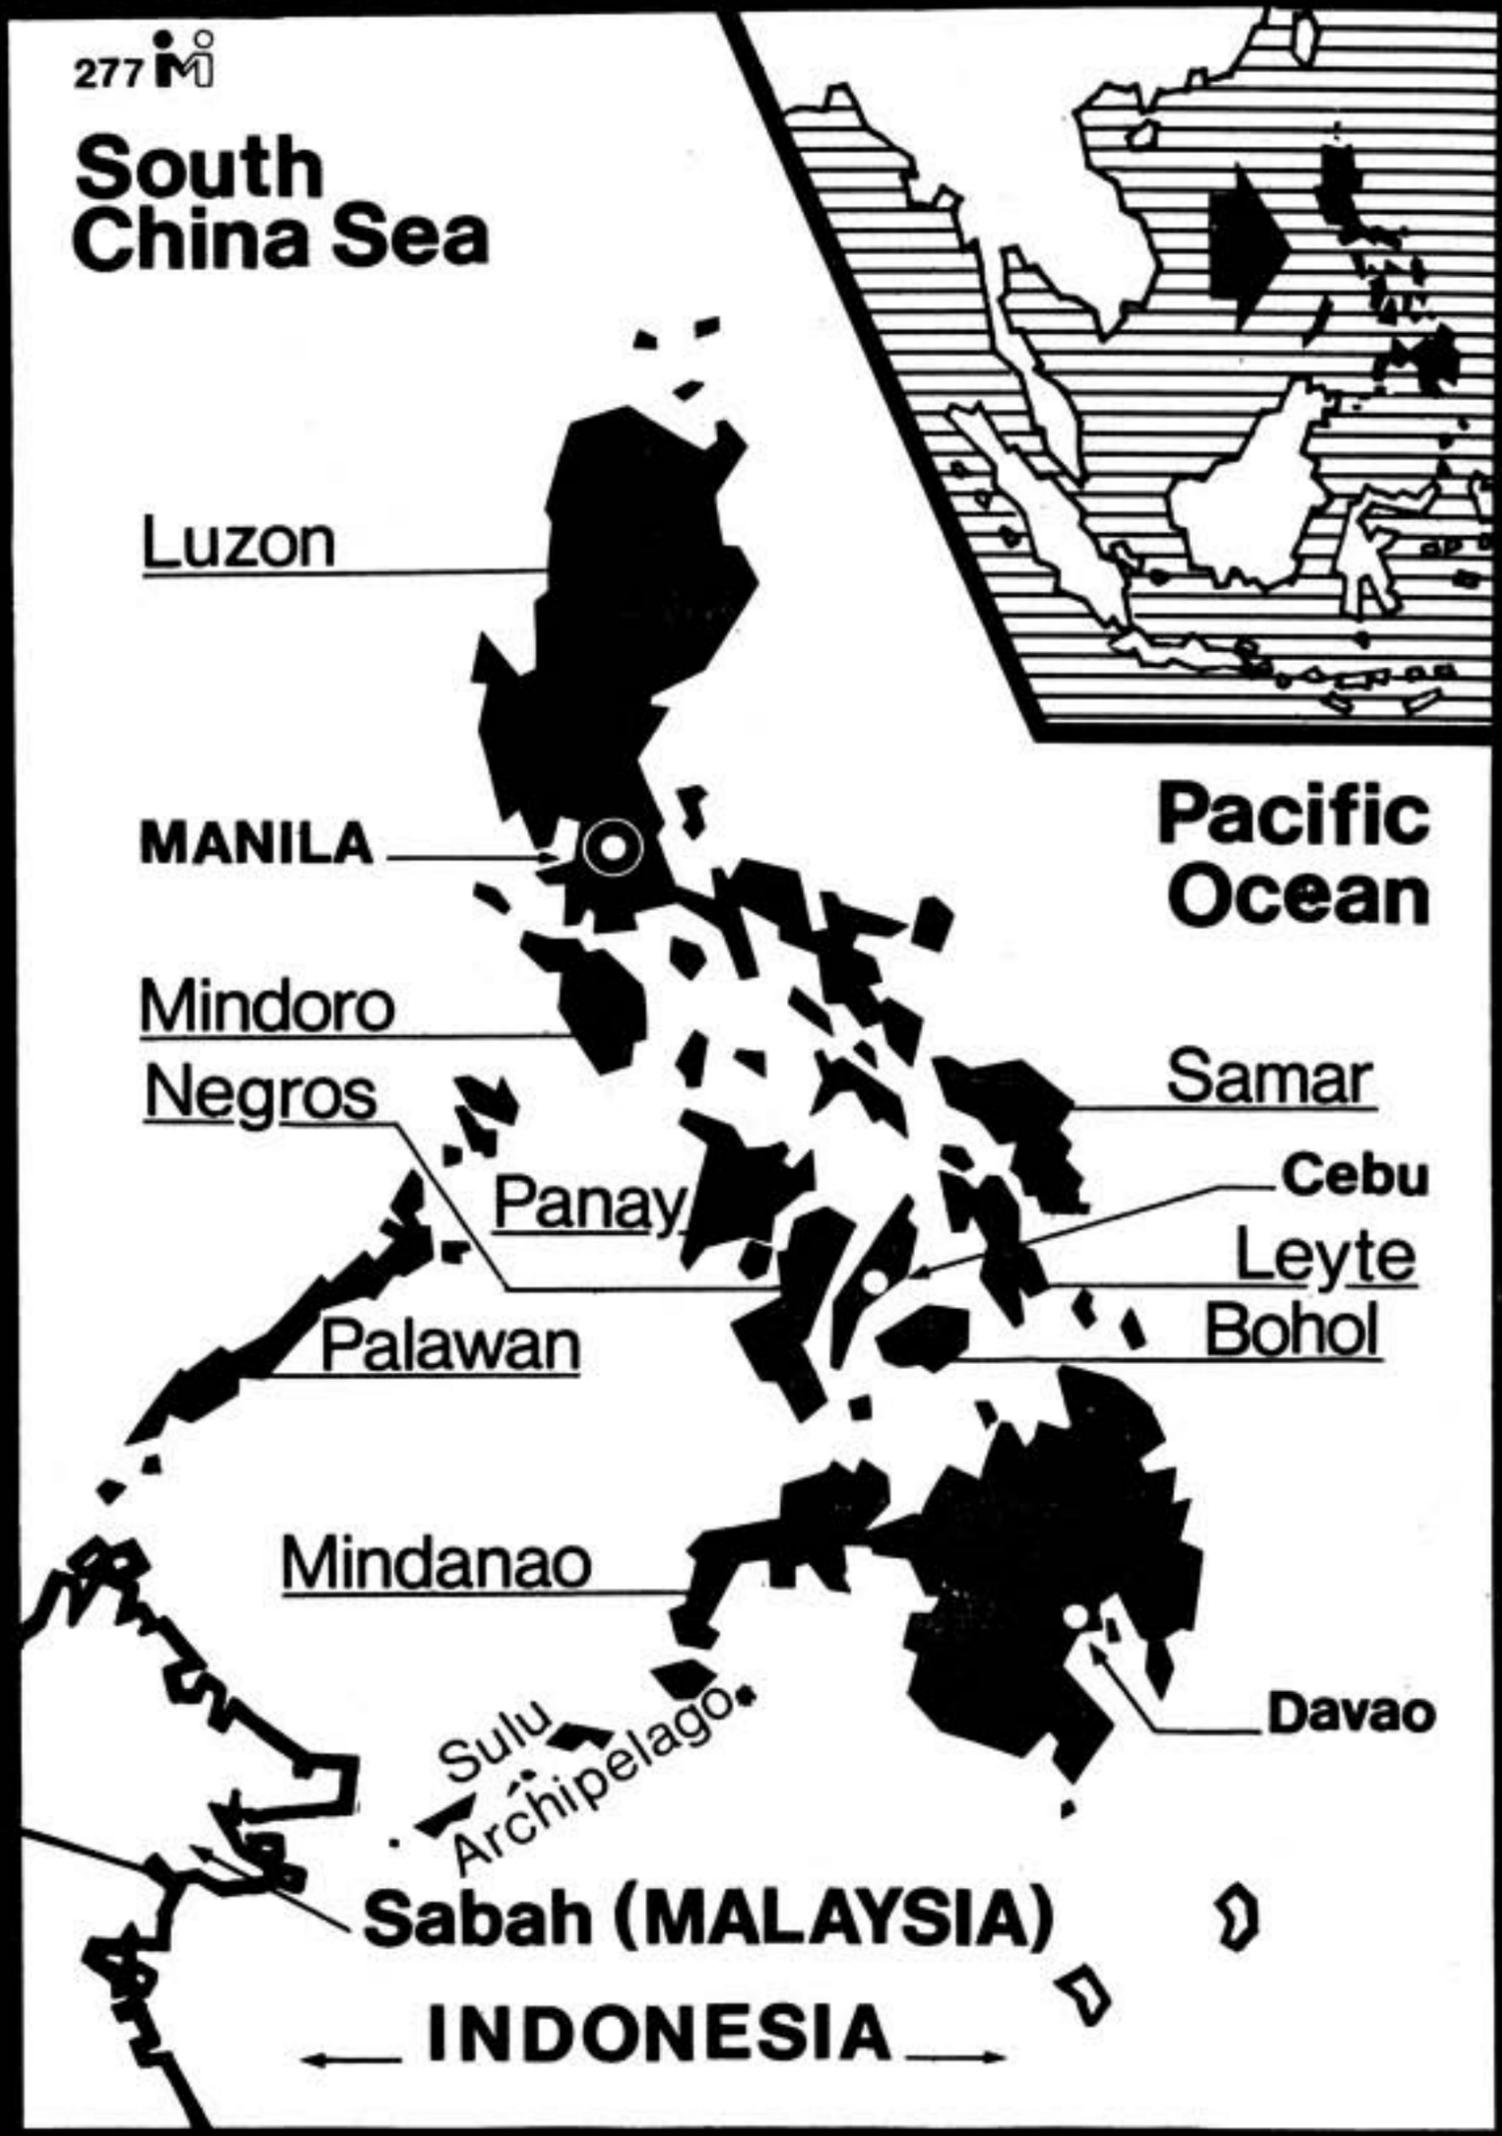 277
South
China Sea
Luzon
MANILA
Pacific
Ocean
Mindoro
Negros
Samar
Cebu
Panay
Leyte
Bohol
Palawan
Mindanao
Davao
Sulu
Archipelago
Sabah (MALAYSIA)
INDONESIA